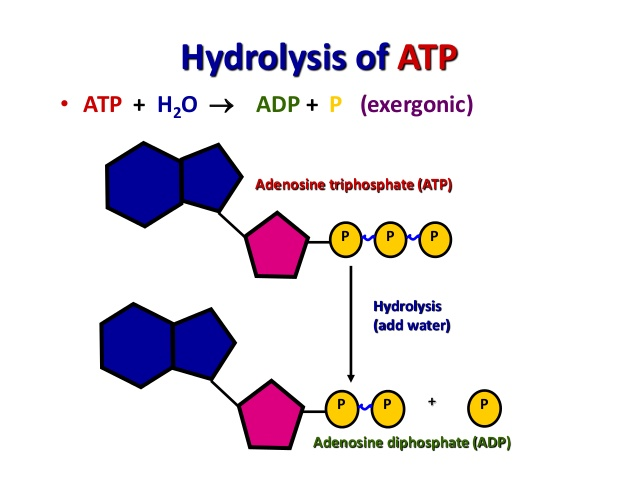 Hydrolysis of ATP
• ATP + H₂O → ADP + P (exergonic)
Adenosine triphosphate (ATP)
P P P
Hydrolysis
(add water)
P P + P
Adenosine diphosphate (ADP)